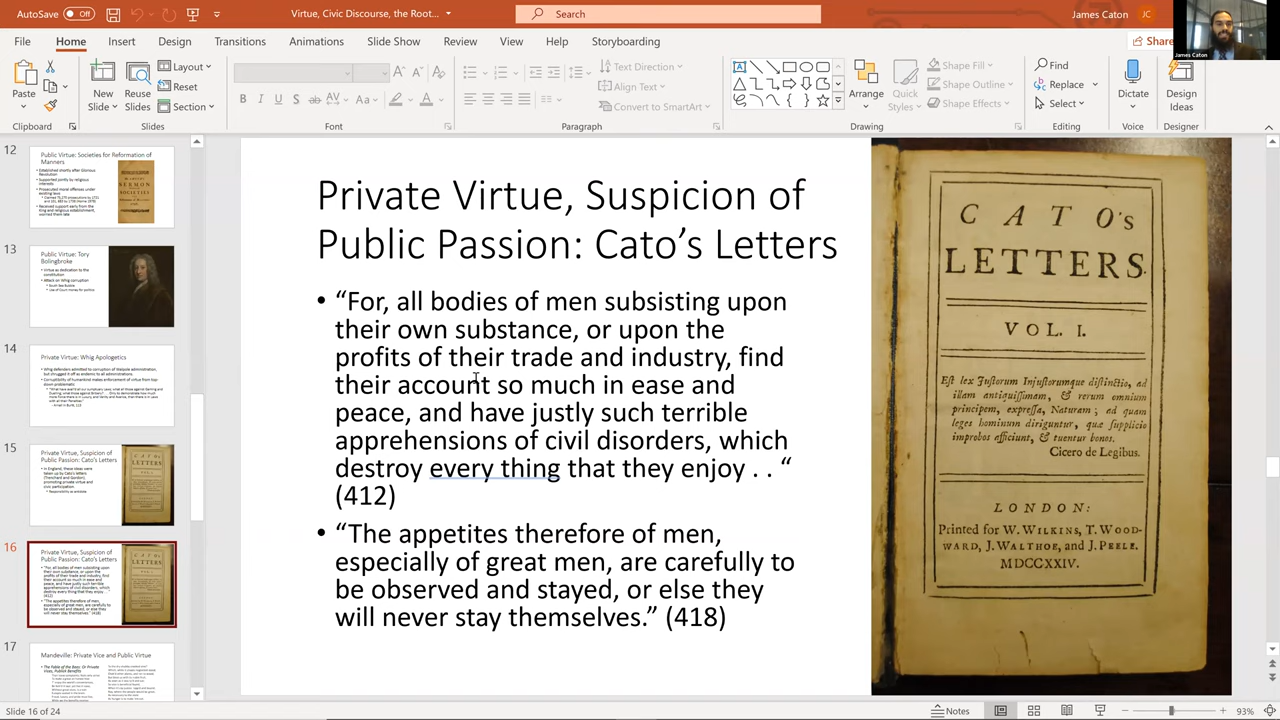 AutoSave Off Virtue, Civic Discourse, the Root... Search James Caton JC
James Caton
File Home Insert Design Transitions Animations Slide Show Review View Help Storyboarding Share
Paste New Slide Reuse Slides Layout Reset Section
Text Direction Align Text Convert to SmartArt
Arrange Quick Styles Shape Fill Shape Outline Shape Effects
Find Replace Select Dictate Design Ideas
Clipboard Slides Font Paragraph Drawing Editing Voice Designer
12
Public Virtue: Societies for Reformation of
Manners
13
Public Virtue: Tory
Bolingbroke
14
Private Virtue: Whig Apologetics
15
Private Virtue, Suspicion of
Public Passion: Cato's Letters
16
Private Virtue, Suspicion of
Public Passion: Cato's Letters
17
Mandeville: Private Vice and Public Virtue
Private Virtue, Suspicion of
Public Passion: Cato’s Letters
• “For, all bodies of men subsisting upon
their own substance, or upon the
profits of their trade and industry, find
their account so much in ease and
peace, and have justly such terrible
apprehensions of civil disorders, which
destroy every thing that they enjoy . . “
(412)
• “The appetites therefore of men,
especially of great men, are carefully to
be observed and stayed, or else they
will never stay themselves.” (418)
CATO's
LETTERS.
VOL. I.
Est lex Justorum Injustorumque distinctio, ad
illam antiquissimam, & rerum omnium
principem, expressa, Naturam; ad quam
leges hominum diriguntur, quæ supplicio
improbos afficiunt, & tuentur bonos.
Cicero de Legibus.
LONDON:
Printed for W. WILKINS, T. WOOD-
WARD, J. WALTHOE, and J. PEELE.
MDCCXXIV.
Slide 16 of 24 Notes 93%